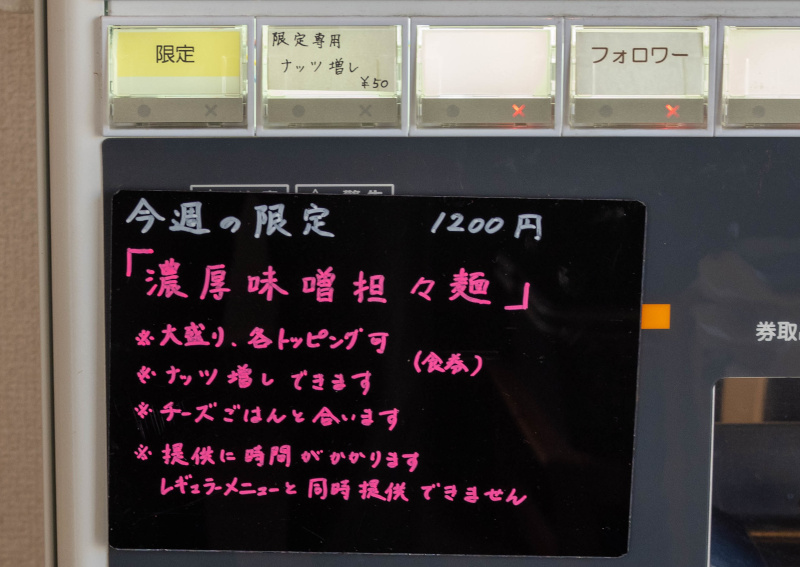 限定
限定専用
ナッツ増し
¥50
フォロワー
今週の限定 1200円
「濃厚味噌担々麺」
※大盛り、各トッピング可
(食券)
※ナッツ増しできます
※チーズごはんと合います
※提供に時間がかかります
レギュラーメニューと同時提供できません
券取